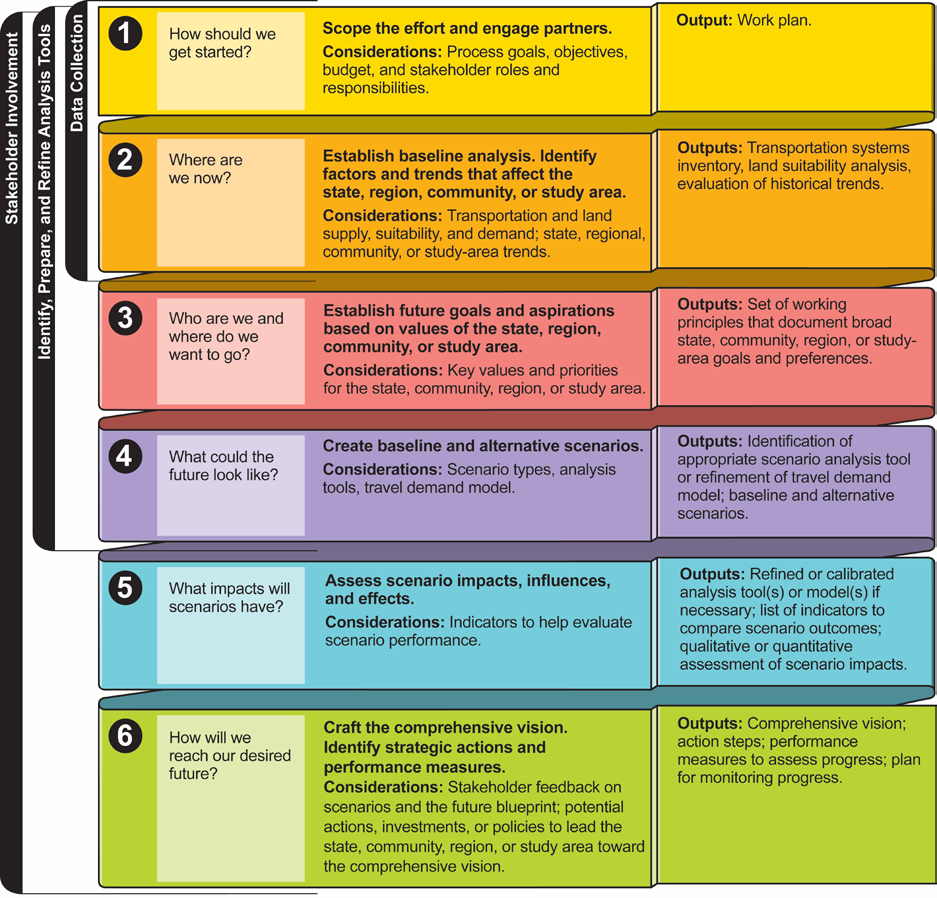 Stakeholder Involvement
Identify, Prepare, and Refine Analysis Tools
Data Collection
1
How should we
get started?
Scope the effort and engage partners.
Considerations: Process goals, objectives,
budget, and stakeholder roles and
responsibilities.
Output: Work plan.
2
Where are
we now?
Establish baseline analysis. Identify
factors and trends that affect the
state, region, community, or study area.
Considerations: Transportation and land
supply, suitability, and demand; state, regional,
community, or study-area trends.
Outputs: Transportation systems
inventory, land suitability analysis,
evaluation of historical trends.
3
Who are we and
where do we
want to go?
Establish future goals and aspirations
based on values of the state, region,
community, or study area.
Considerations: Key values and priorities
for the state, community, region, or study area.
Outputs: Set of working
principles that document broad
state, community, region, or study-
area goals and preferences.
4
What could the
future look like?
Create baseline and alternative scenarios.
Considerations: Scenario types, analysis
tools, travel demand model.
Outputs: Identification of
appropriate scenario analysis tool
or refinement of travel demand
model; baseline and alternative
scenarios.
5
What impacts will
scenarios have?
Assess scenario impacts, influences,
and effects.
Considerations: Indicators to help evaluate
scenario performance.
Outputs: Refined or calibrated
analysis tool(s) or model(s) if
necessary; list of indicators to
compare scenario outcomes;
qualitative or quantitative
assessment of scenario impacts.
6
How will we
reach our desired
future?
Craft the comprehensive vision.
Identify strategic actions and
performance measures.
Considerations: Stakeholder feedback on
scenarios and the future blueprint; potential
actions, investments, or policies to lead the
state, community, region, or study area toward
the comprehensive vision.
Outputs: Comprehensive vision;
action steps; performance
measures to assess progress; plan
for monitoring progress.